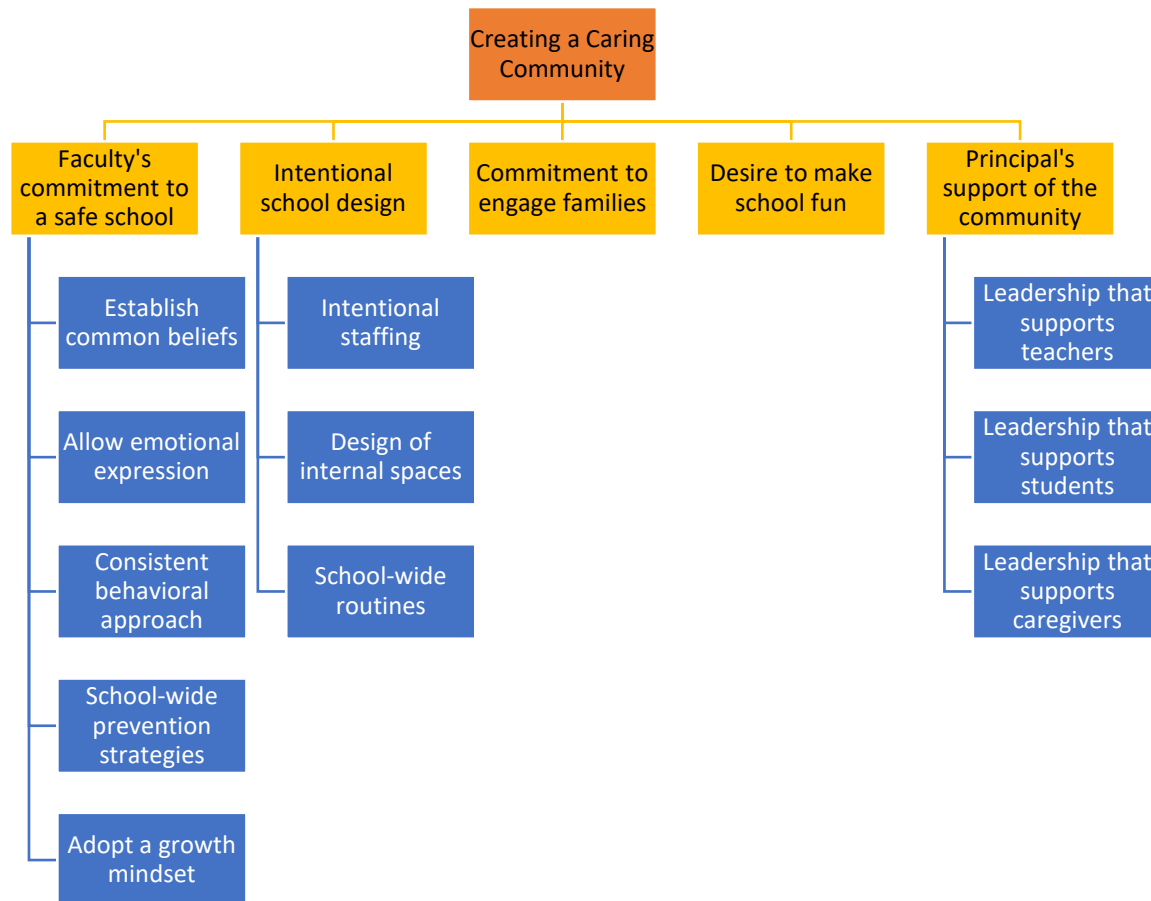 Creating a Caring
Community
Faculty's
commitment to
a safe school
Intentional
school design
Commitment to
engage families
Desire to make
school fun
Principal's
support of the
community
Establish
common beliefs
Allow emotional
expression
Consistent
behavioral
approach
School-wide
prevention
strategies
Adopt a growth
mindset
Intentional
staffing
Design of
internal spaces
School-wide
routines
Leadership that
supports
teachers
Leadership that
supports
students
Leadership that
supports
caregivers